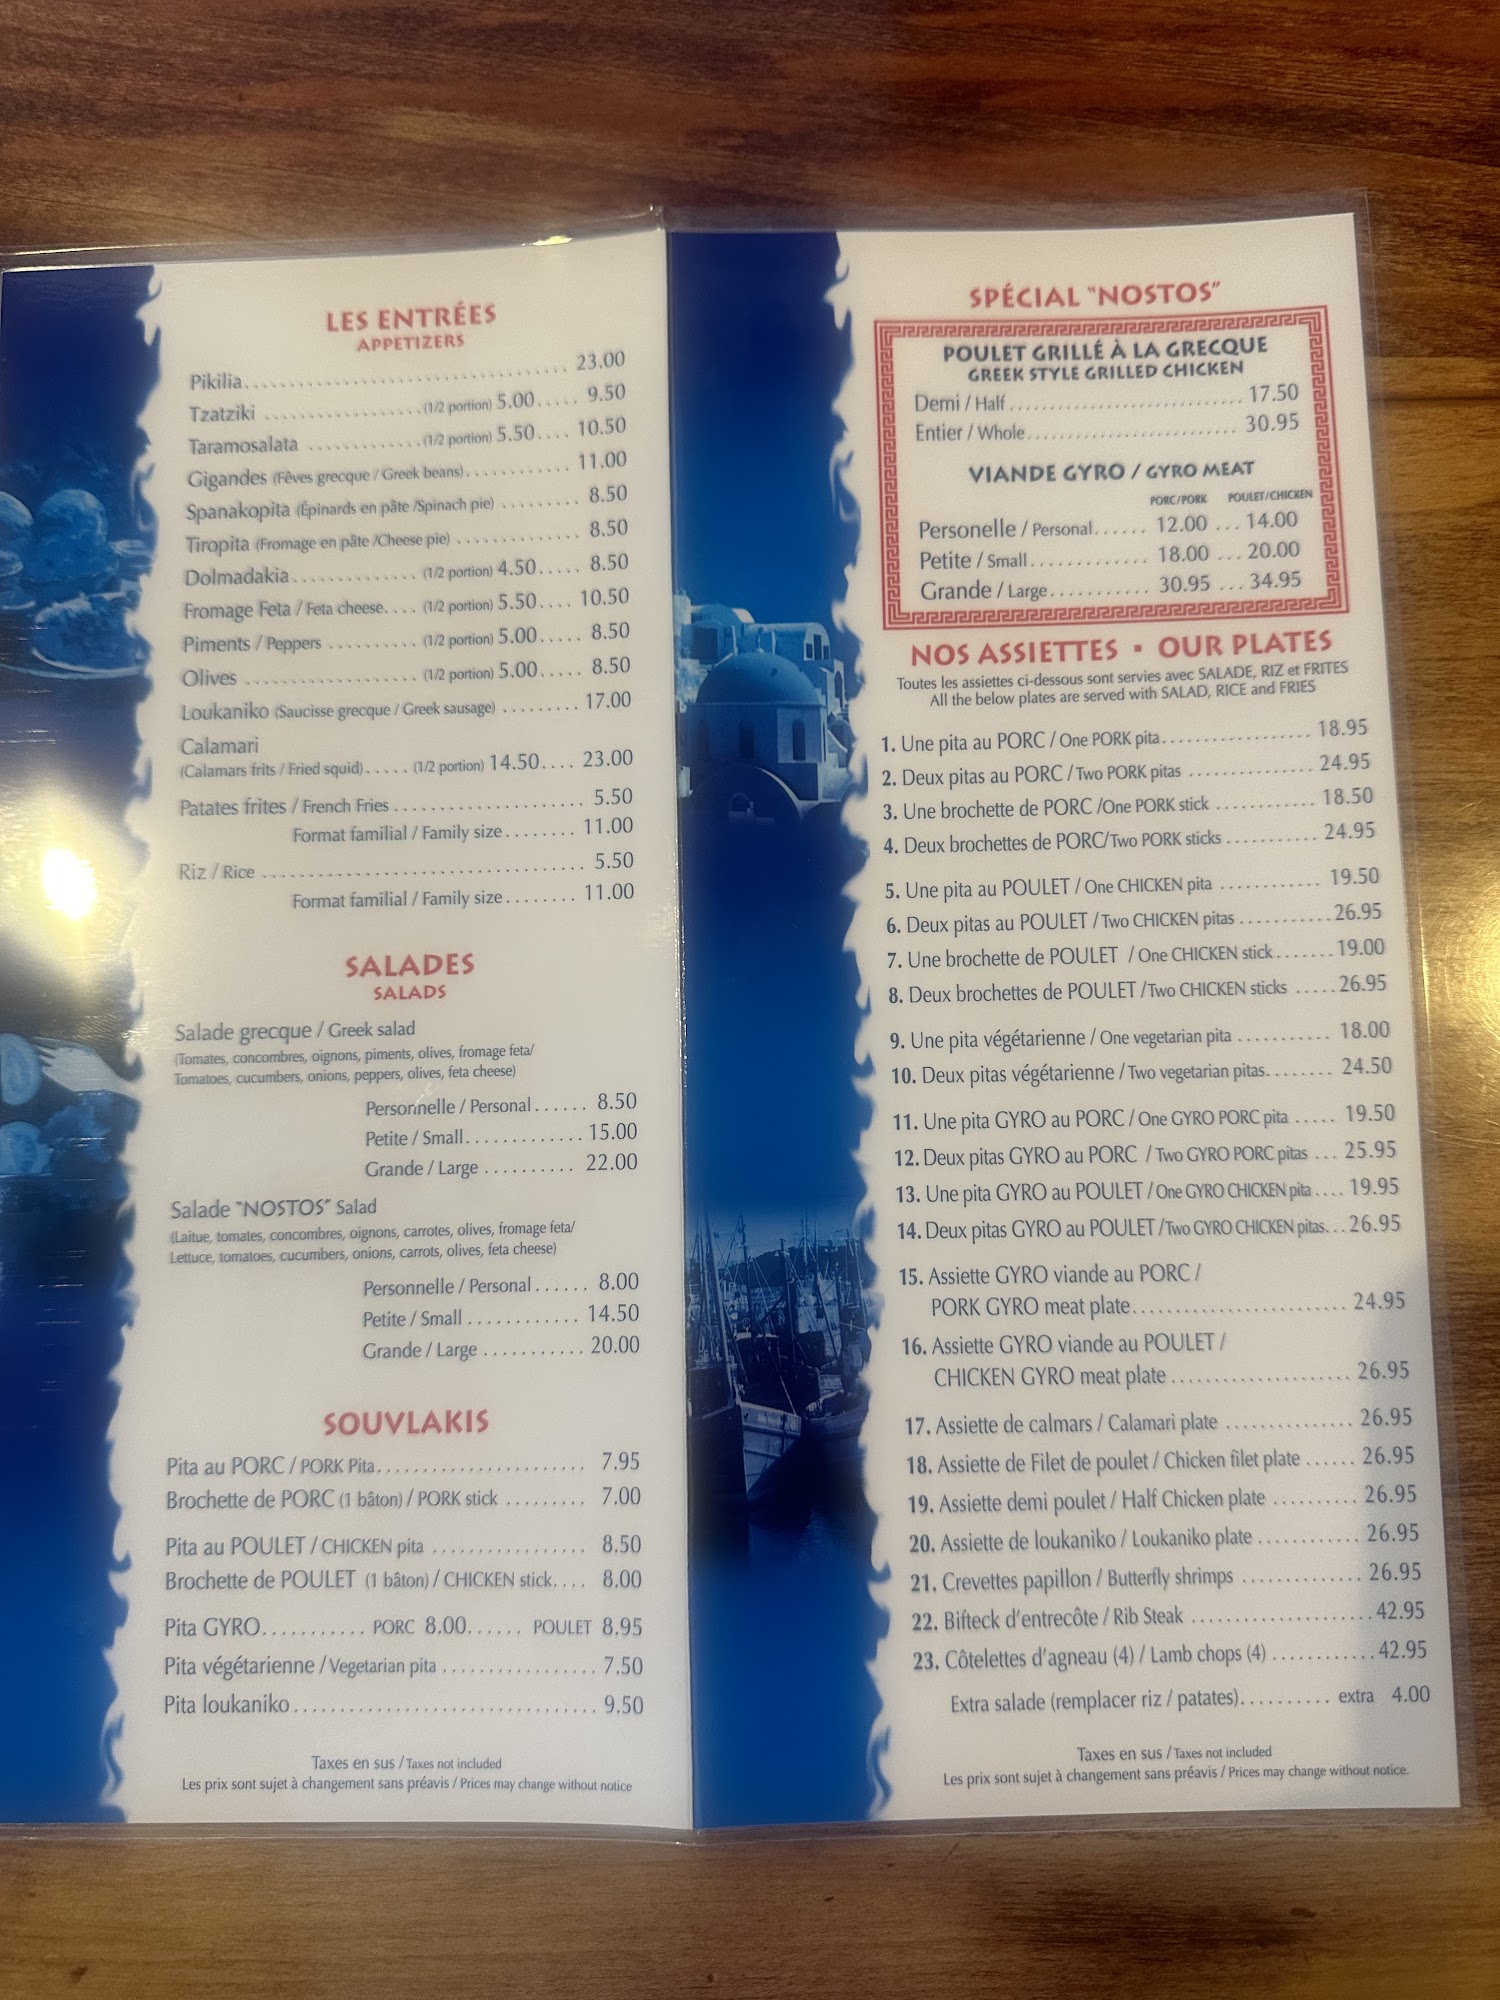 LES ENTRÉES
APPETIZERS
Pikilia 23.00
Tzatziki (1/2 portion) 5.00 9.50
Taramosalata (1/2 portion) 5.50 10.50
Gigandes (Fêves grecque / Greek beans) 11.00
Spanakopita (Épinards en pâte /Spinach pie) 8.50
Tiropita (Fromage en pâte /Cheese pie) 8.50
Dolmadakia (1/2 portion) 4.50 8.50
Fromage Feta / Feta cheese (1/2 portion) 5.50 10.50
Piments / Peppers (1/2 portion) 5.00 8.50
Olives (1/2 portion) 5.00 8.50
Loukaniko (Saucisse grecque / Greek sausage) 17.00
Calamari
(Calamars frits / Fried squid) (1/2 portion) 14.50 23.00
Patates frites / French Fries 5.50
Format familial / Family size 11.00
Riz / Rice 5.50
Format familial / Family size 11.00
SALADES
SALADS
Salade grecque / Greek salad
(Tomates, concombres, oignons, piments, olives, fromage feta/
Tomatoes, cucumbers, onions, peppers, olives, feta cheese)
Personnelle / Personal 8.50
Petite / Small 15.00
Grande / Large 22.00
Salade "NOSTOS" Salad
(Laitue, tomates, concombres, oignons, carrotes, olives, fromage feta/
Lettuce, tomatoes, cucumbers, onions, carrots, olives, feta cheese)
Personnelle / Personal 8.00
Petite / Small 14.50
Grande / Large 20.00
SOUVLAKIS
Pita au PORC / PORK Pita 7.95
Brochette de PORC (1 bâton) / PORK stick 7.00
Pita au POULET / CHICKEN pita 8.50
Brochette de POULET (1 bâton) / CHICKEN stick 8.00
Pita GYRO PORC 8.00 POULET 8.95
Pita végétarienne / Vegetarian pita 7.50
Pita loukaniko 9.50
Taxes en sus / Taxes not included
Les prix sont sujet à changement sans préavis / Prices may change without notice
SPÉCIAL "NOSTOS"
POULET GRILLÉ À LA GRECQUE
GREEK STYLE GRILLED CHICKEN
Demi / Half 17.50
Entier / Whole 30.95
VIANDE GYRO / GYRO MEAT
PORC/PORK POULET/CHICKEN
Personelle / Personal 12.00 14.00
Petite / Small 18.00 20.00
Grande / Large 30.95 34.95
NOS ASSIETTES ▪ OUR PLATES
Toutes les assiettes ci-dessous sont servies avec SALADE, RIZ et FRITES
All the below plates are served with SALAD, RICE and FRIES
1. Une pita au PORC / One PORK pita 18.95
2. Deux pitas au PORC / Two PORK pitas 24.95
3. Une brochette de PORC /One PORK stick 18.50
4. Deux brochettes de PORC/Two PORK sticks 24.95
5. Une pita au POULET / One CHICKEN pita 19.50
6. Deux pitas au POULET / Two CHICKEN pitas 26.95
7. Une brochette de POULET / One CHICKEN stick 19.00
8. Deux brochettes de POULET /Two CHICKEN sticks 26.95
9. Une pita végétarienne / One vegetarian pita 18.00
10. Deux pitas végétarienne / Two vegetarian pitas 24.50
11. Une pita GYRO au PORC / One GYRO PORC pita 19.50
12. Deux pitas GYRO au PORC / Two GYRO PORC pitas 25.95
13. Une pita GYRO au POULET / One GYRO CHICKEN pita 19.95
14. Deux pitas GYRO au POULET /Two GYRO CHICKEN pitas 26.95
15. Assiette GYRO viande au PORC /
PORK GYRO meat plate 24.95
16. Assiette GYRO viande au POULET /
CHICKEN GYRO meat plate 26.95
17. Assiette de calmars / Calamari plate 26.95
18. Assiette de Filet de poulet / Chicken filet plate 26.95
19. Assiette demi poulet / Half Chicken plate 26.95
20. Assiette de loukaniko / Loukaniko plate 26.95
21. Crevettes papillon / Butterfly shrimps 26.95
22. Bifteck d'entrecôte / Rib Steak 42.95
23. Côtelettes d'agneau (4) / Lamb chops (4) 42.95
Extra salade (remplacer riz / patates) extra 4.00
Taxes en sus / Taxes not included
Les prix sont sujet à changement sans préavis / Prices may change without notice.